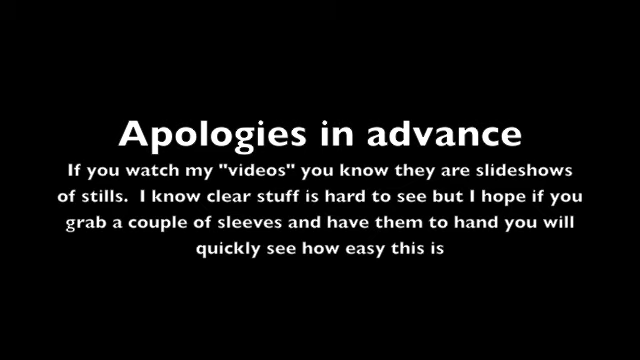 Apologies in advance
If you watch my "videos" you know they are slideshows
of stills.  I know clear stuff is hard to see but I hope if you
grab a couple of sleeves and have them to hand you will
quickly see how easy this is